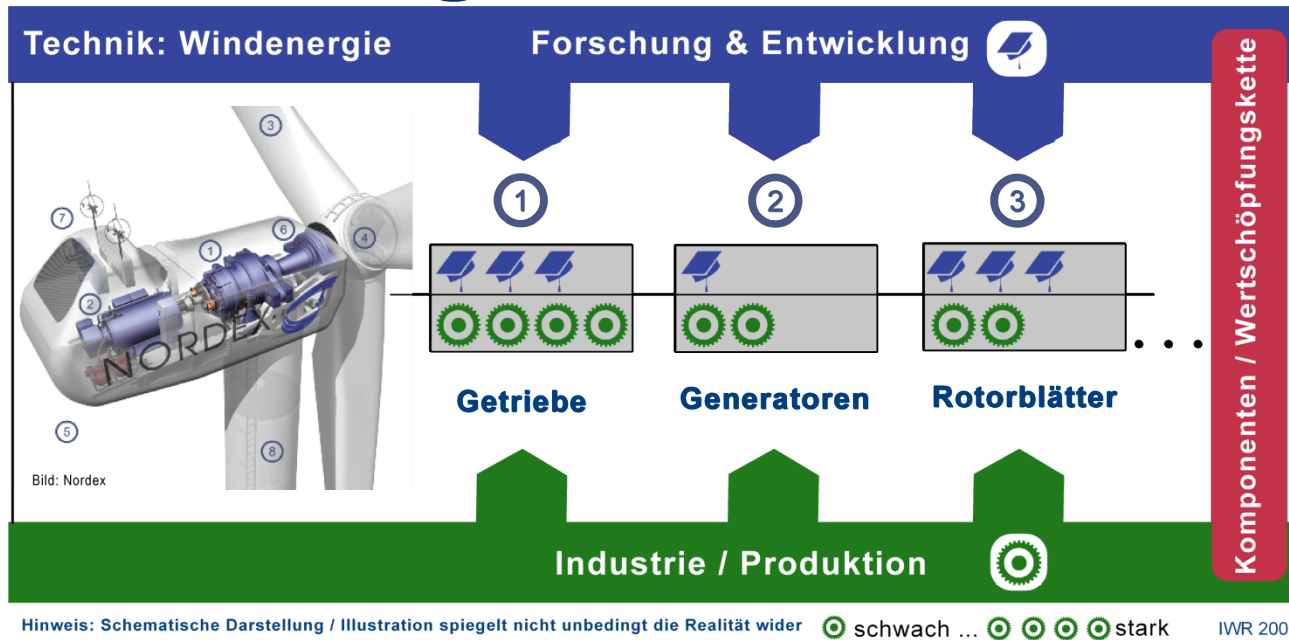 Technik: Windenergie
Forschung & Entwicklung
Komponenten / Wertschöpfungskette
1
2
3
3
7
6
1
4
2
NORDEX
5
8
Bild: Nordex
Getriebe
Generatoren
Rotorblätter
. . .
Industrie / Produktion
Hinweis: Schematische Darstellung / Illustration spiegelt nicht unbedingt die Realität wider
schwach ... stark
IWR 200